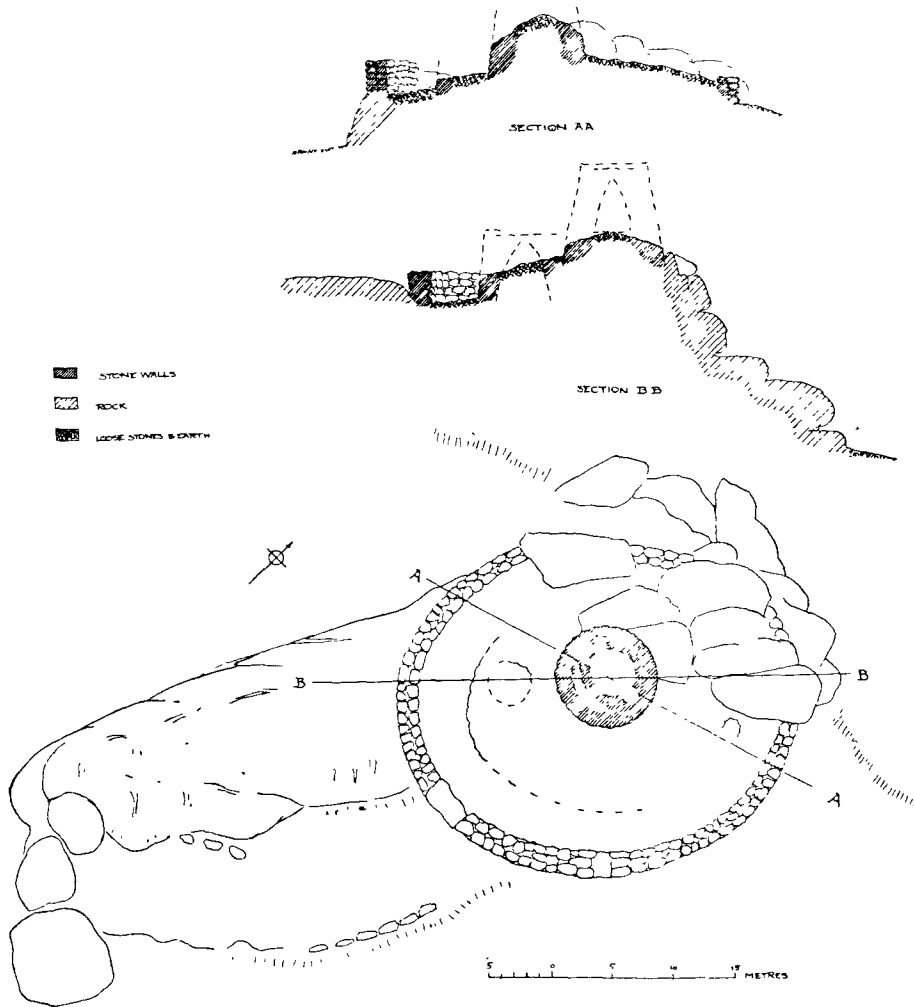 SECTION AA
SECTION BB
STONE WALLS
ROCK
LOOSE STONES & EARTH
A
B
B
A
5 0 5 10 15 METRES